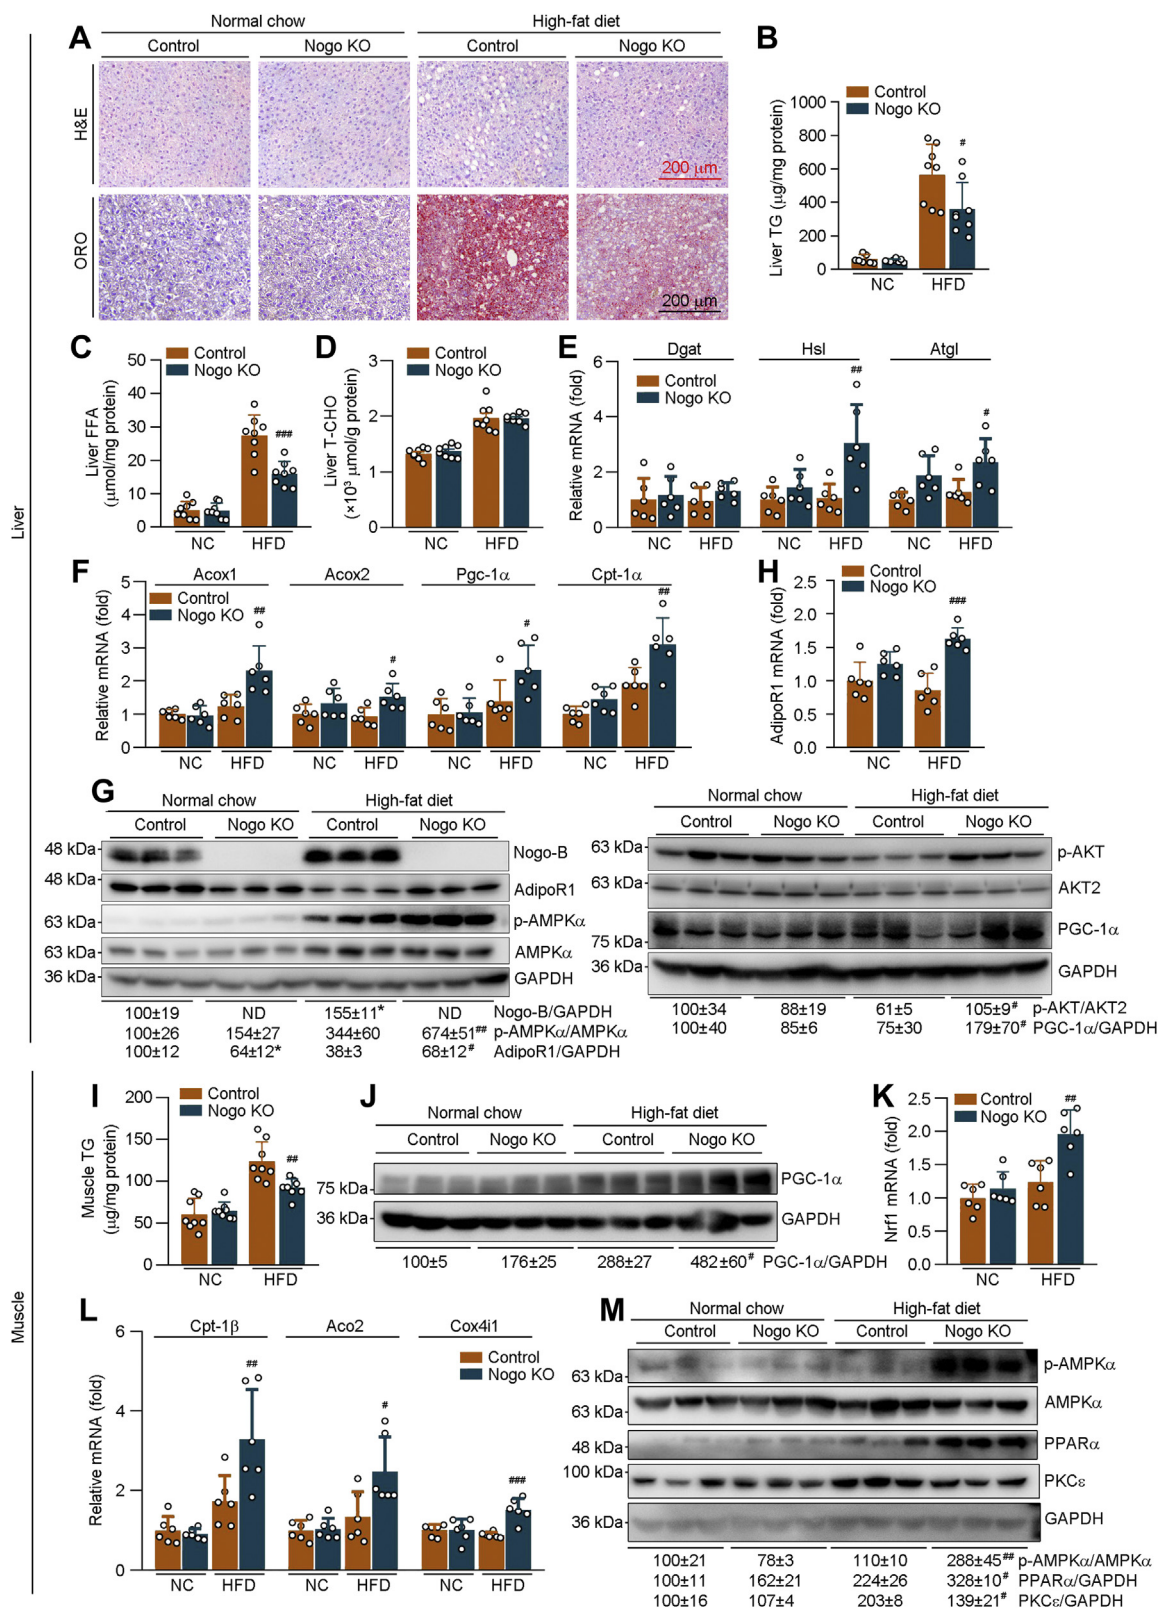 Liver
A
Normal chow
High-fat diet
Control
Nogo KO
Control
Nogo KO
H&E
200 µm
ORO
200 µm
B
Control
Nogo KO
Liver TG (µg/mg protein)
1000
800
600
400
200
0
#
NC
HFD
C
Control
Nogo KO
Liver FFA
(µmol/mg protein)
50
40
30
20
10
0
###
NC
HFD
D
Control
Nogo KO
Liver T-CHO
(×10³ µmol/g protein)
3
2
1
0
NC
HFD
E
Dgat
Hsl
Atgl
Control
Nogo KO
Relative mRNA (fold)
6
4
2
0
##
#
NC
HFD
NC
HFD
NC
HFD
F
Acox1
Acox2
Pgc-1α
Cpt-1α
Control
Nogo KO
Relative mRNA (fold)
5
4
3
2
1
0
##
#
#
##
NC
HFD
NC
HFD
NC
HFD
NC
HFD
H
Control
Nogo KO
AdipoR1 mRNA (fold)
2.5
2.0
1.5
1.0
0.5
0.0
###
NC
HFD
G
Normal chow
High-fat diet
Control
Nogo KO
Control
Nogo KO
48 kDa
Nogo-B
48 kDa
AdipoR1
63 kDa
p-AMPKα
63 kDa
AMPKα
36 kDa
GAPDH
100±19 ND 155±11* ND Nogo-B/GAPDH
100±26 154±27 344±60 674±51## p-AMPKα/AMPKα
100±12 64±12* 38±3 68±12# AdipoR1/GAPDH
Normal chow
High-fat diet
Control
Nogo KO
Control
Nogo KO
63 kDa
p-AKT
63 kDa
AKT2
PGC-1α
75 kDa
36 kDa
GAPDH
100±34 88±19 61±5 105±9# p-AKT/AKT2
100±40 85±6 75±30 179±70# PGC-1α/GAPDH
Muscle
I
Control
Nogo KO
Muscle TG
(µg/mg protein)
200
150
100
50
0
##
NC
HFD
J
Normal chow
High-fat diet
Control
Nogo KO
Control
Nogo KO
PGC-1α
75 kDa
36 kDa
GAPDH
100±5 176±25 288±27 482±60# PGC-1α/GAPDH
K
Control
Nogo KO
Nrf1 mRNA (fold)
2.5
2.0
1.5
1.0
0.5
0.0
##
NC
HFD
L
Cpt-1β
Aco2
Cox4i1
Control
Nogo KO
Relative mRNA (fold)
6
4
2
0
##
#
###
NC
HFD
NC
HFD
NC
HFD
M
Normal chow
High-fat diet
Control
Nogo KO
Control
Nogo KO
p-AMPKα
63 kDa
AMPKα
63 kDa
PPARα
48 kDa
100 kDa
PKCε
GAPDH
36 kDa
100±21 78±3 110±10 288±45## p-AMPKα/AMPKα
100±11 162±21 224±26 328±10# PPARα/GAPDH
100±16 107±4 203±8 139±21# PKCε/GAPDH